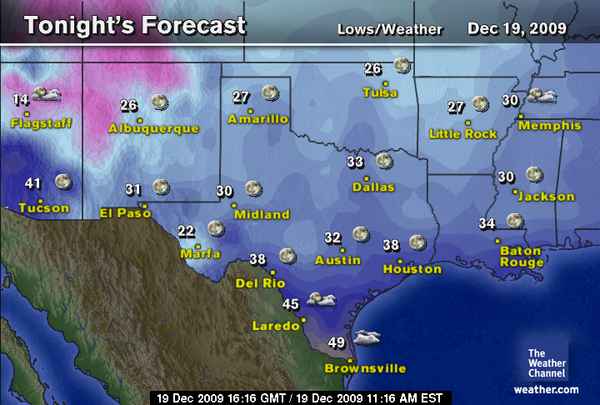 Tonight's Forecast
Lows/Weather
Dec 19, 2009
14
Flagstaff
26
Albuquerque
27
Amarillo
26
Tulsa
27
Little Rock
30
Memphis
41
Tucson
31
El Paso
30
Midland
33
Dallas
30
Jackson
22
Marfa
38
Del Rio
32
Austin
38
Houston
34
Baton
Rouge
45
Laredo
49
Brownsville
The
Weather
Channel
weather.com
19 Dec 2009 16:16 GMT / 19 Dec 2009 11:16 AM EST